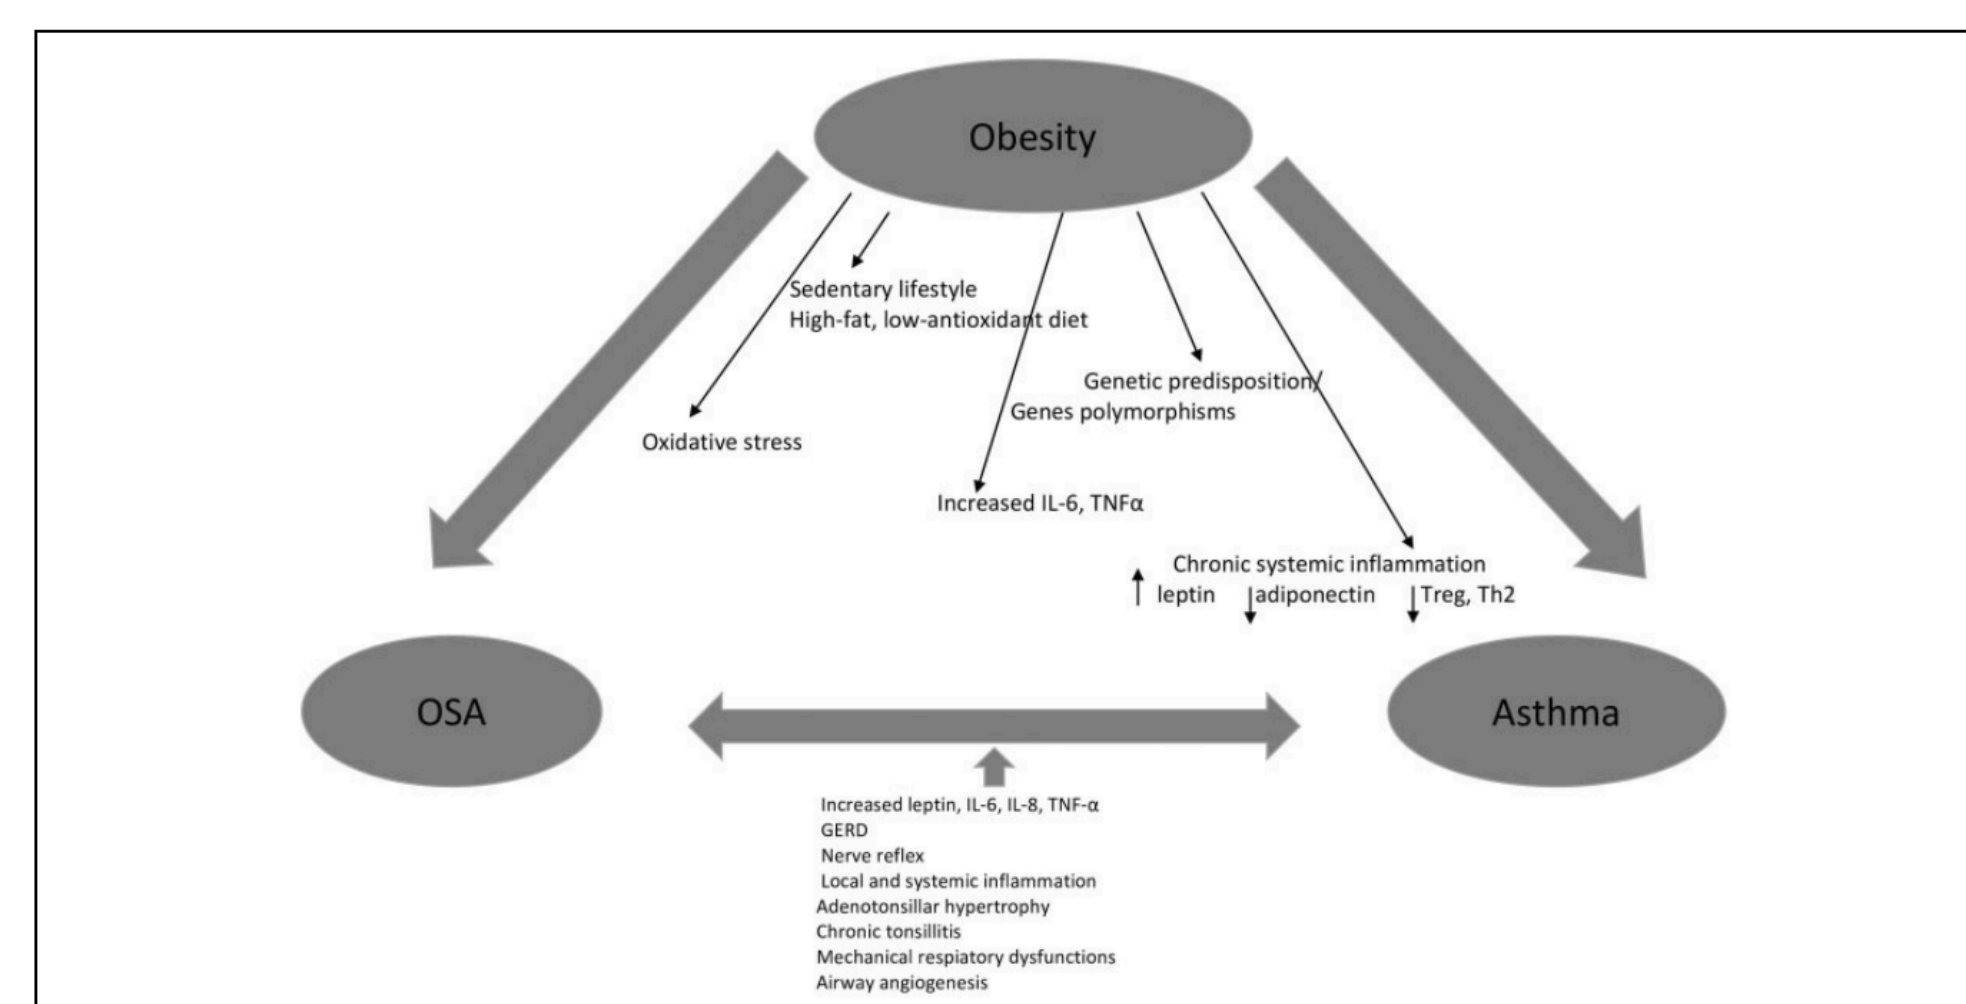 Obesity
Sedentary lifestyle
High-fat, low-antioxidant diet
Genetic predisposition/
Genes polymorphisms
Oxidative stress
Increased IL-6, TNFα
Chronic systemic inflammation
leptin adiponectin Treg, Th2
OSA
Asthma
Increased leptin, IL-6, IL-8, TNF-α
GERD
Nerve reflex
Local and systemic inflammation
Adenotonsillar hypertrophy
Chronic tonsillitis
Mechanical respiatory dysfunctions
Airway angiogenesis